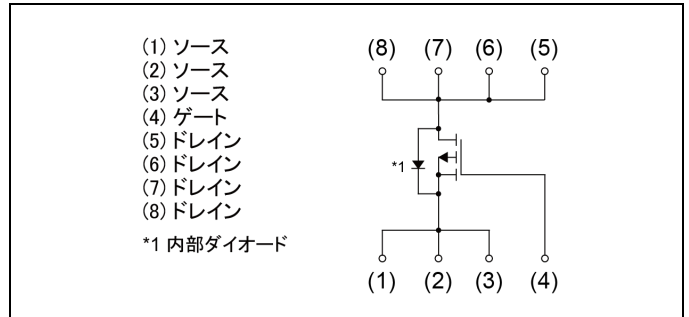 (1) ソース
(2) ソース
(3) ソース
(4) ゲート
(5) ドレイン
(6) ドレイン
(7) ドレイン
(8) ドレイン
*1 内部ダイオード
(8) (7) (6) (5)
*1
(1) (2) (3) (4)